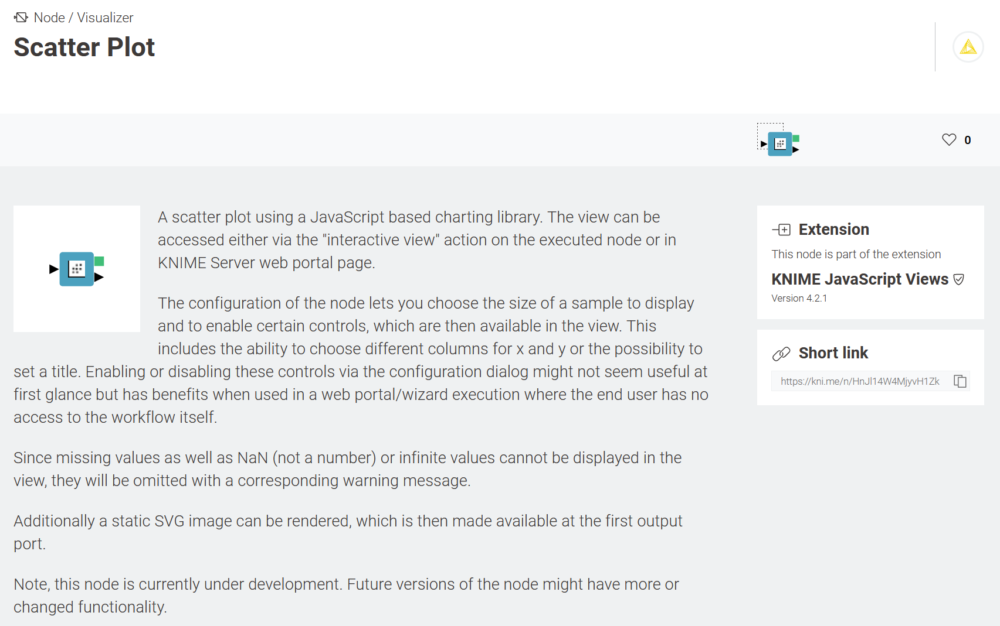 Node / Visualizer
Scatter Plot
0
A scatter plot using a JavaScript based charting library. The view can be
accessed either via the "interactive view" action on the executed node or in
KNIME Server web portal page.
The configuration of the node lets you choose the size of a sample to display
and to enable certain controls, which are then available in the view. This
includes the ability to choose different columns for x and y or the possibility to
set a title. Enabling or disabling these controls via the configuration dialog might not seem useful at
first glance but has benefits when used in a web portal/wizard execution where the end user has no
access to the workflow itself.
Since missing values as well as NaN (not a number) or infinite values cannot be displayed in the
view, they will be omitted with a corresponding warning message.
Additionally a static SVG image can be rendered, which is then made available at the first output
port.
Note, this node is currently under development. Future versions of the node might have more or
changed functionality.
Extension
This node is part of the extension
KNIME JavaScript Views
Version 4.2.1
Short link
https://kni.me/n/HnJl14W4MjyvH1Zk